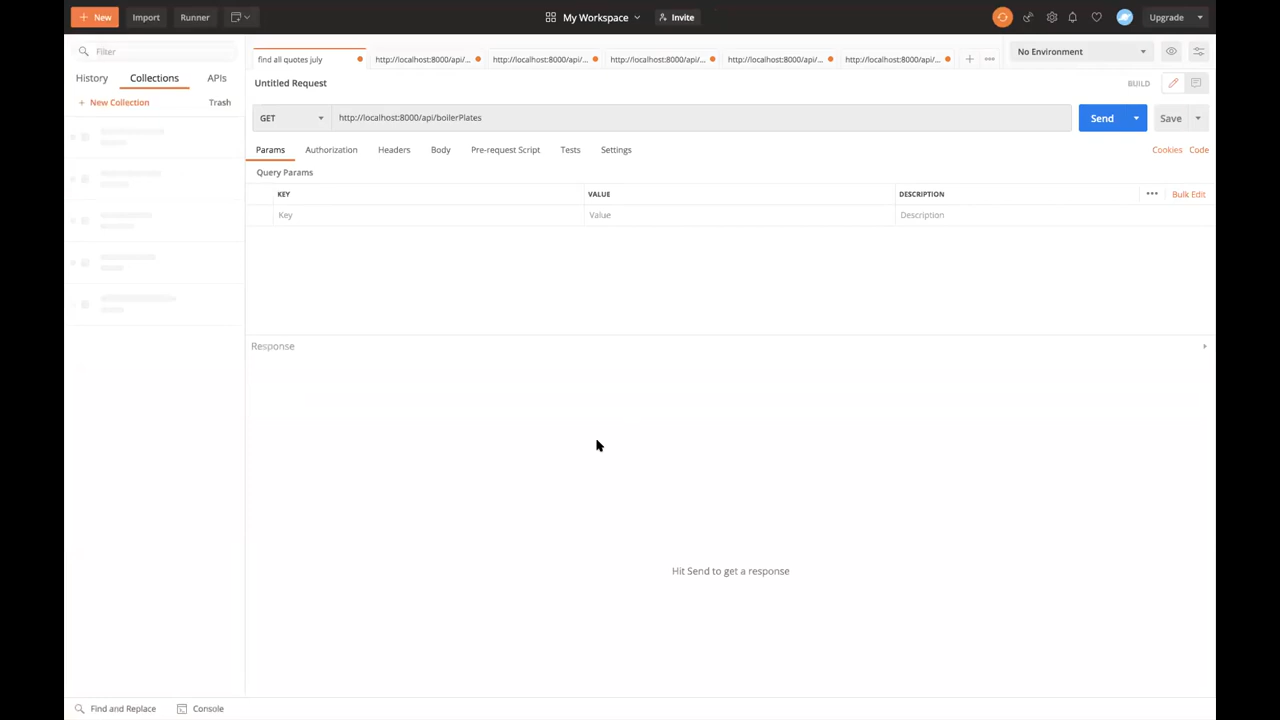 New Import Runner My Workspace Invite Upgrade
Filter
find all quotes july http://localhost:8000/api/... http://localhost:8000/api/... http://localhost:8000/api/... http://localhost:8000/api/... http://localhost:8000/api/... No Environment
History Collections APIs
Untitled Request BUILD
+ New Collection Trash
GET http://localhost:8000/api/boilerPlates Send Save
Params Authorization Headers Body Pre-request Script Tests Settings Cookies Code
Query Params
KEY VALUE DESCRIPTION Bulk Edit
Key Value Description
Response
Hit Send to get a response
Find and Replace Console